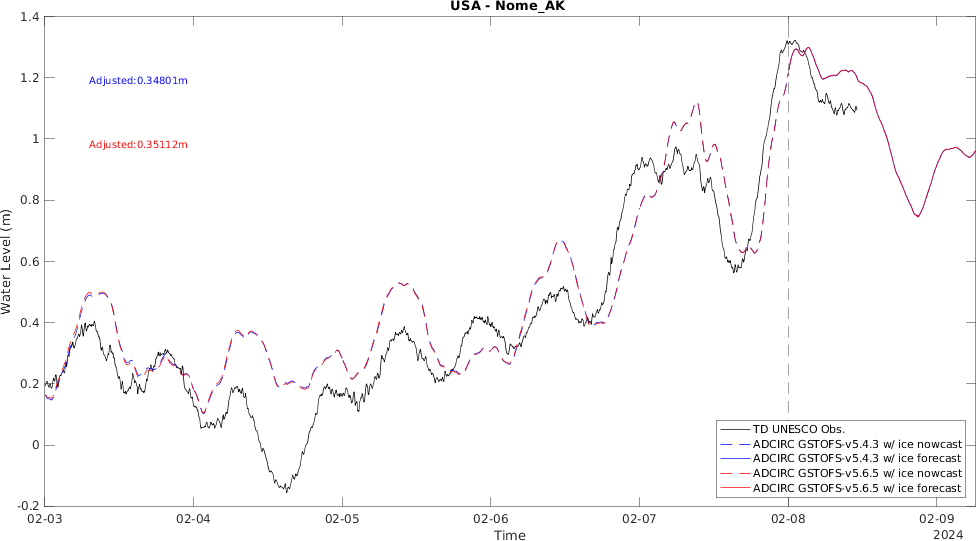 USA - Nome_AK
1.4
1.2
1
0.8
0.6
0.4
0.2
0
-0.2
Water Level (m)
Adjusted:0.34801m
Adjusted:0.35112m
TD UNESCO Obs.
ADCIRC GSTOFS-v5.4.3 w/ ice nowcast
ADCIRC GSTOFS-v5.4.3 w/ ice forecast
ADCIRC GSTOFS-v5.6.5 w/ ice nowcast
ADCIRC GSTOFS-v5.6.5 w/ ice forecast
02-03 02-04 02-05 02-06 02-07 02-08 02-09
Time
2024